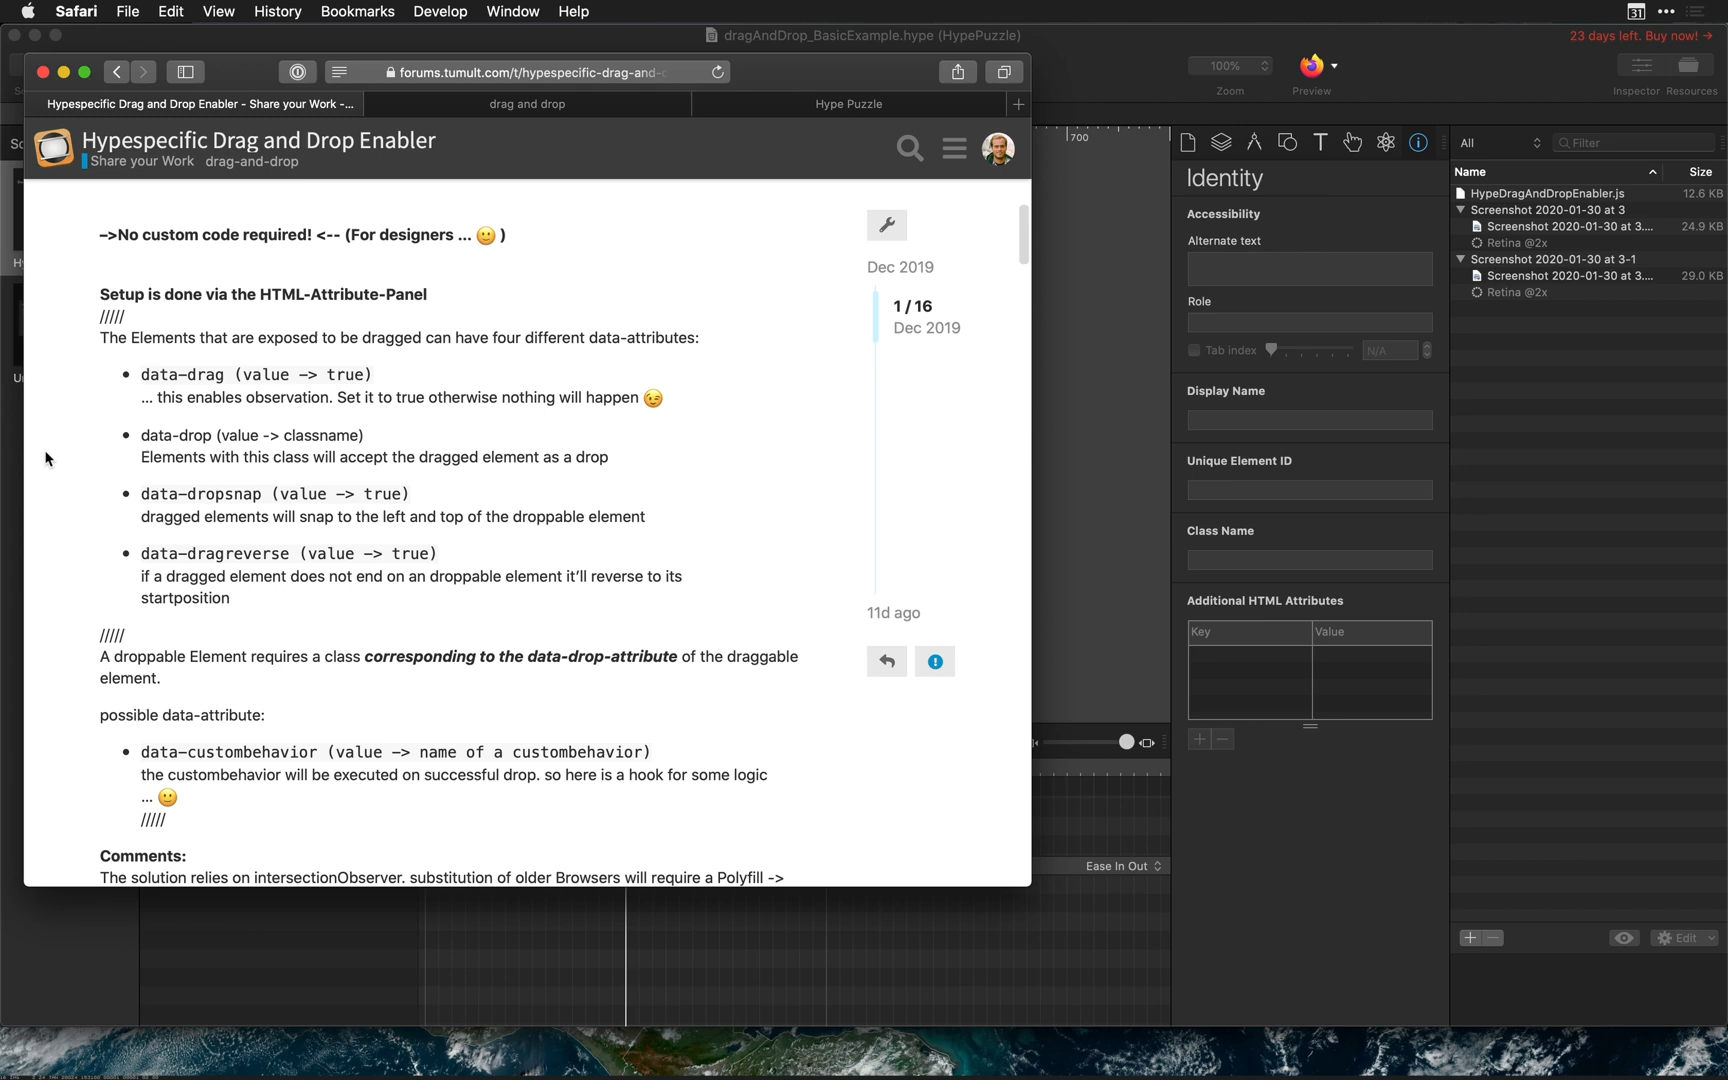 Safari File Edit View History Bookmarks Develop Window Help
31
dragAndDrop_BasicExample.hype (HypePuzzle)
23 days left. Buy now! →
forums.tumult.com/t/hypespecific-drag-and-
100%
Zoom
Preview
Inspector Resources
Hypespecific Drag and Drop Enabler - Share your Work -...
drag and drop
Hype Puzzle
Hypespecific Drag and Drop Enabler
Share your Work drag-and-drop
–>No custom code required! <-- (For designers ... 🙂 )
Setup is done via the HTML-Attribute-Panel
/////
The Elements that are exposed to be dragged can have four different data-attributes:
• data-drag (value -> true)
... this enables observation. Set it to true otherwise nothing will happen 😉
• data-drop (value -> classname)
Elements with this class will accept the dragged element as a drop
• data-dropsnap (value -> true)
dragged elements will snap to the left and top of the droppable element
• data-dragreverse (value -> true)
if a dragged element does not end on an droppable element it'll reverse to its
startposition
/////
A droppable Element requires a class corresponding to the data-drop-attribute of the draggable
element.
possible data-attribute:
• data-custombehavior (value -> name of a custombehavior)
the custombehavior will be executed on successful drop. so here is a hook for some logic
... 🙂
/////
Comments:
The solution relies on intersectionObserver. substitution of older Browsers will require a Polyfill ->
Dec 2019
1 / 16
Dec 2019
11d ago
700
Ease In Out
Identity
Accessibility
Alternate text
Role
Tab index
N/A
Display Name
Unique Element ID
Class Name
Additional HTML Attributes
Key Value
All
Filter
Name Size
HypeDragAndDropEnabler.js 12.6 KB
Screenshot 2020-01-30 at 3
Screenshot 2020-01-30 at 3.... 24.9 KB
Retina @2x
Screenshot 2020-01-30 at 3-1
Screenshot 2020-01-30 at 3.... 29.0 KB
Retina @2x
Edit